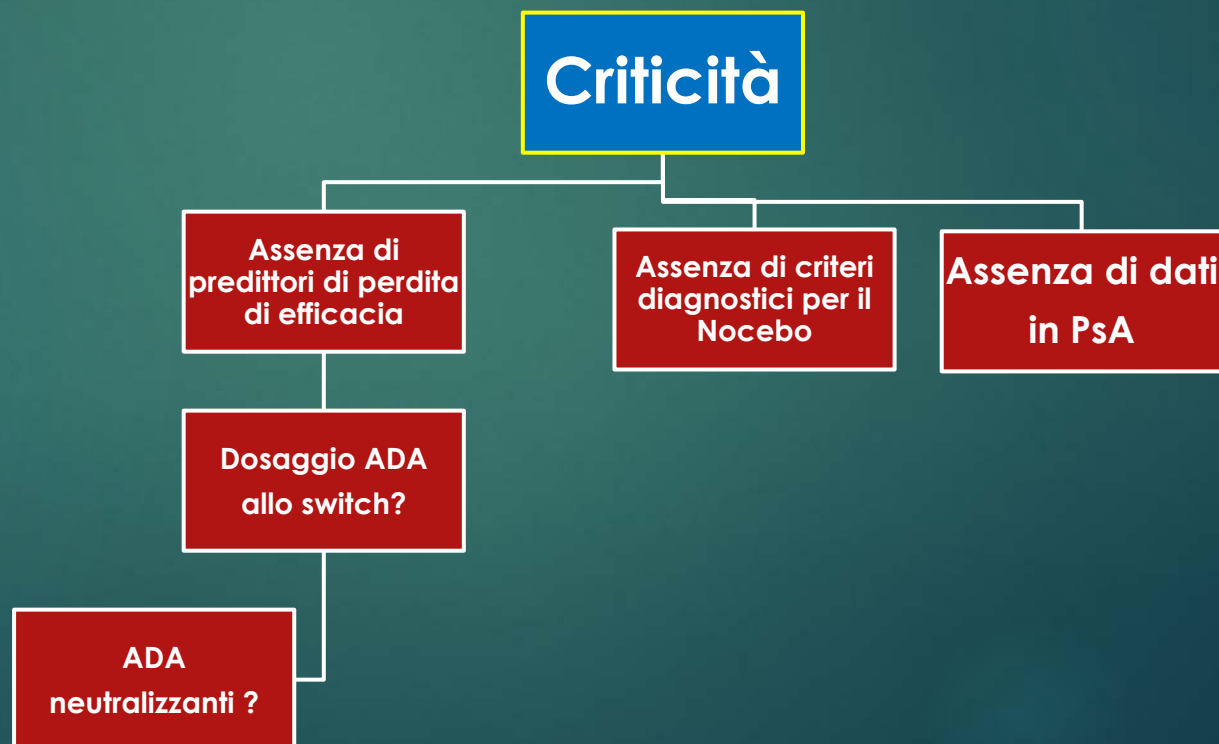 Criticità
Assenza di
predittori di perdita
di efficacia
Assenza di criteri
diagnostici per il
Nocebo
Assenza di dati
in PsA
Dosaggio ADA
allo switch?
ADA
neutralizzanti ?